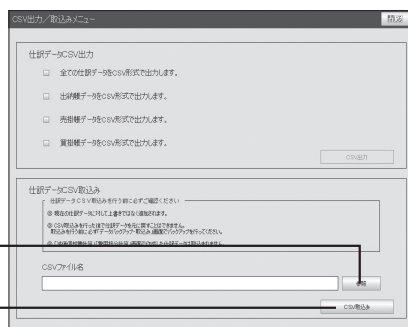 CSV出力／取込みメニュー
閉じる
仕訳データCSV出力
全ての仕訳データをCSV形式で出力します。
出納帳データをCSV形式で出力します。
売掛帳データをCSV形式で出力します。
買掛帳データをCSV形式で出力します。
CSV出力
仕訳データCSV取込み
仕訳データCSV取込みを行う前に必ずご確認ください
◎ 現在の仕訳データに対して上書きではなく追加されます。
◎ CSV取込みを行った後で仕訳データを元に戻すことはできません。
取込みを行う前に必ず「データバックアップ・取込み」画面でバックアップを行ってください。
CSVファイル名
参照
CSV取込み